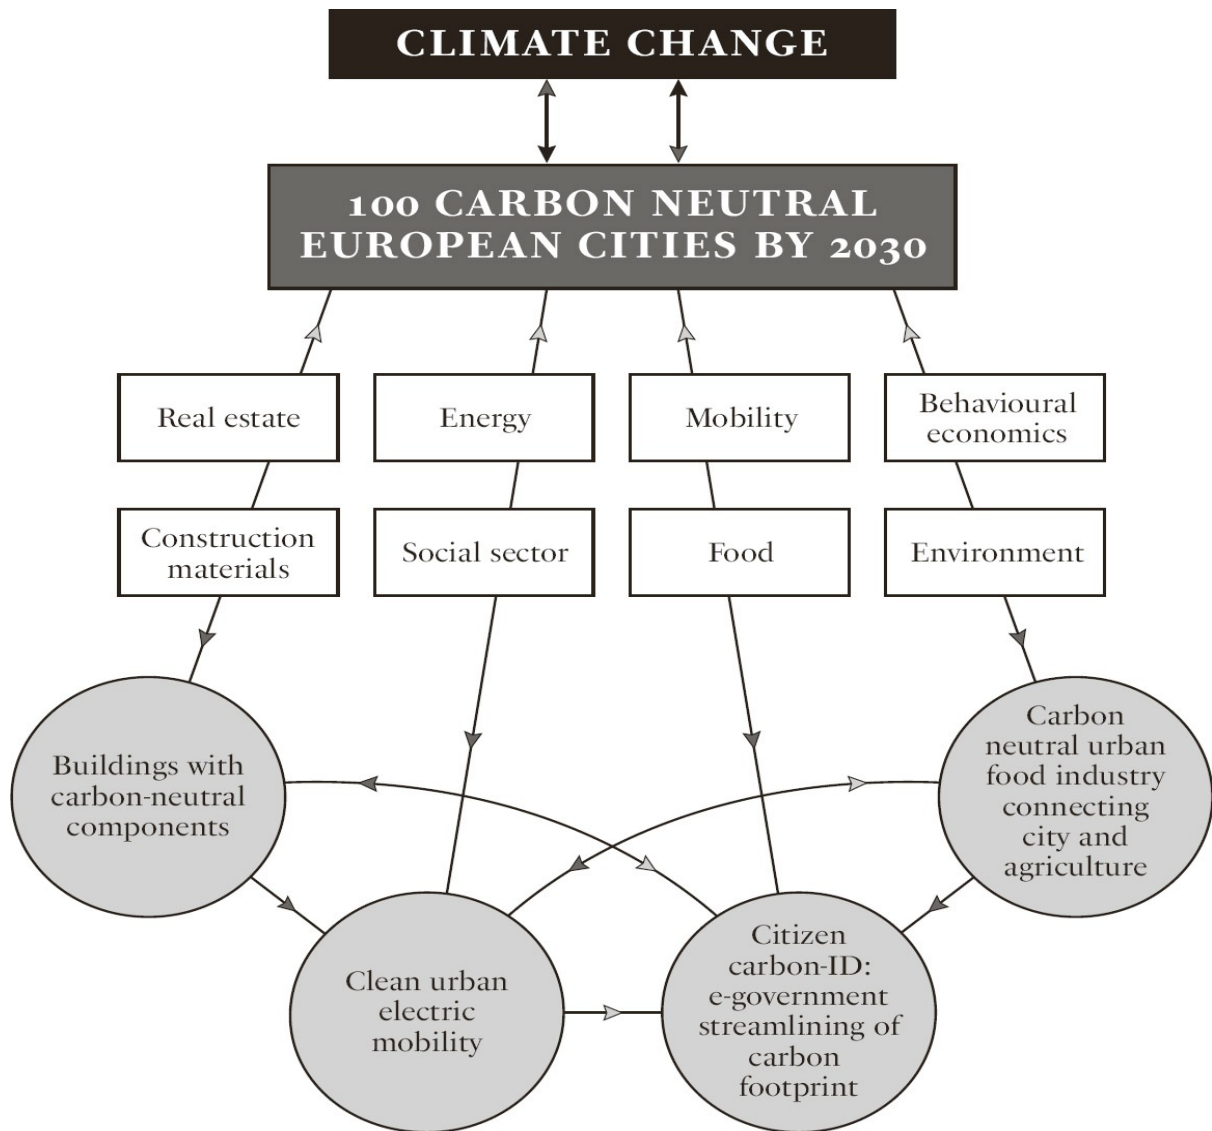 CLIMATE CHANGE
100 CARBON NEUTRAL
EUROPEAN CITIES BY 2030
Real estate
Energy
Mobility
Behavioural
economics
Construction
materials
Social sector
Food
Environment
Buildings with
carbon-neutral
components
Carbon
neutral urban
food industry
connecting
city and
agriculture
Clean urban
electric
mobility
Citizen
carbon-ID:
e-government
streamlining of
carbon
footprint